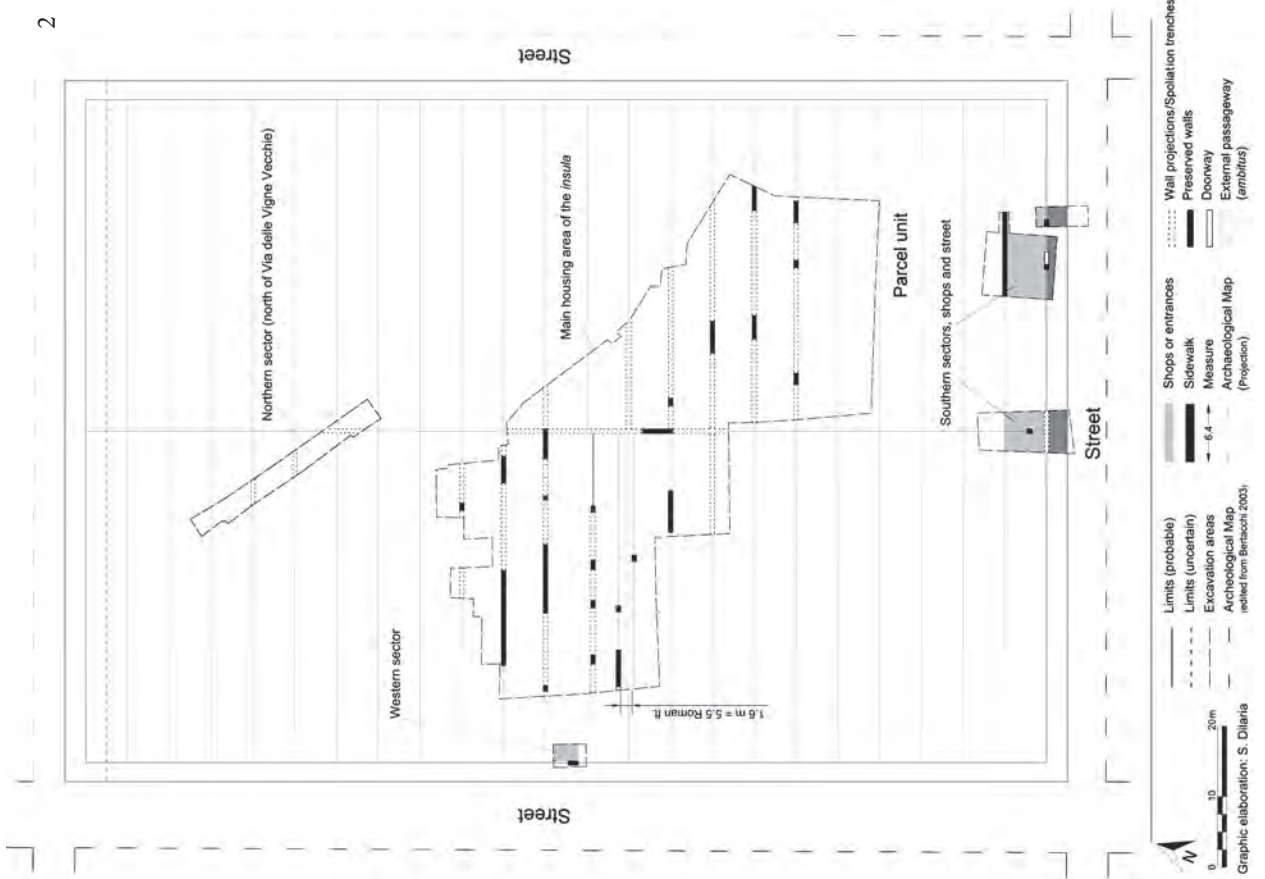 2
Street
Northern sector (north of Via delle Vigne Vecchie)
Main housing area of the insula
Western sector
1.6 m = 5.5 Roman ft.
Parcel unit
Southern sectors, shops and street
Street
Street
N
0 10 20m
Graphic elaboration: S. Dilaria
Limits (probable)
Limits (uncertain)
Excavation areas
Archeological Map
(edited from Bertacchi 2003)
Shops or entrances
Sidewalk
6.4 Measure
Archaeological Map
(Projection)
Wall projections/Spoliation trenches
Preserved walls
Doorway
External passageway
(ambitus)